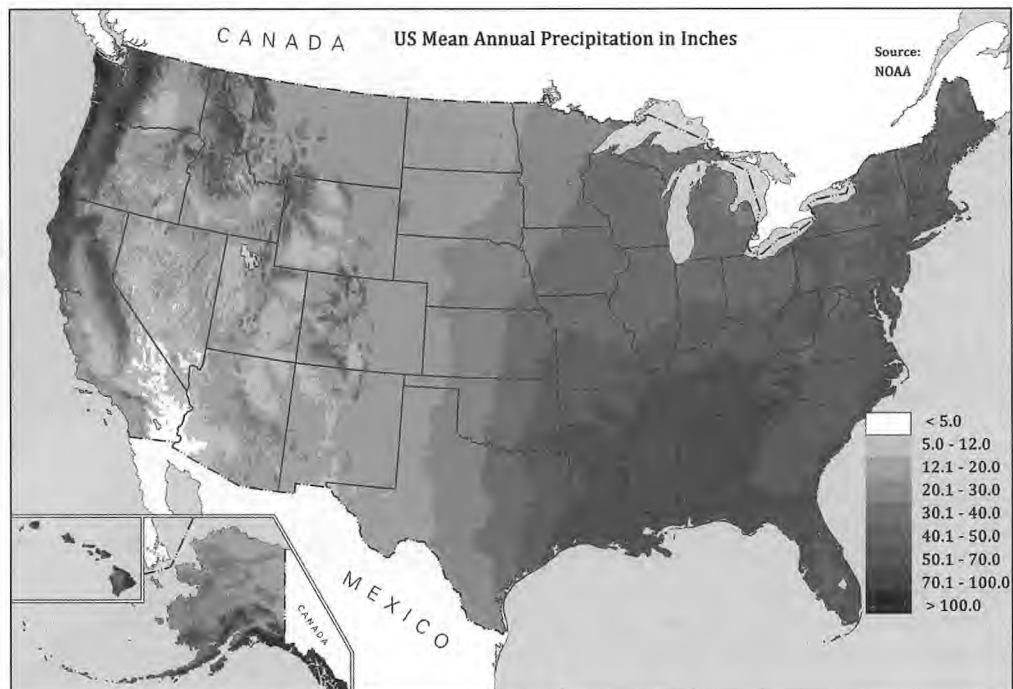 CANADA
US Mean Annual Precipitation in Inches
Source:
NOAA
< 5.0
5.0 - 12.0
12.1 - 20.0
20.1 - 30.0
30.1 - 40.0
40.1 - 50.0
50.1 - 70.0
70.1 - 100.0
> 100.0
MEXICO
CANADA